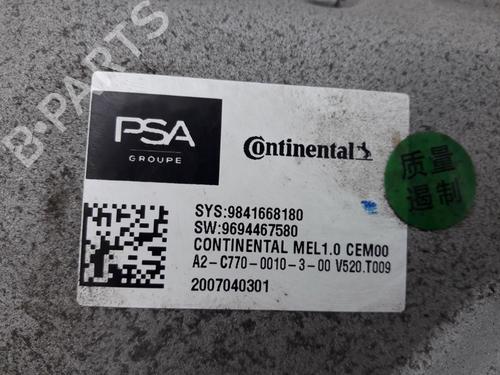 B-PARTS
PSA
GROUPE
Continental
质量
遏制
SYS:9841668180
SW:9694467580
CONTINENTAL MEL1.0 CEM00
A2-C770-0010-3-00 V520.T009
2007040301